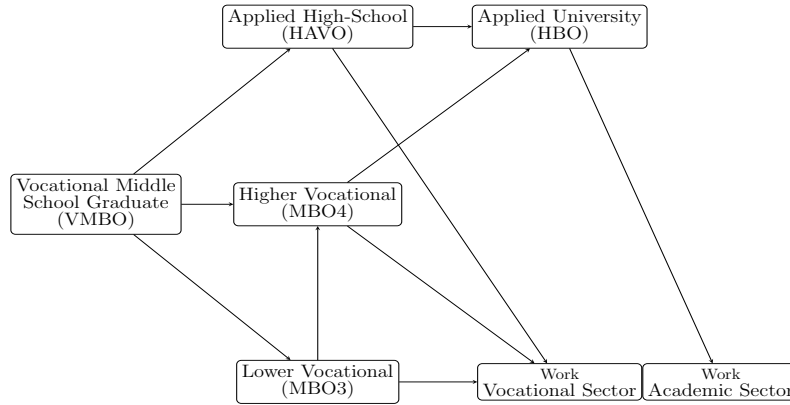 Applied High-School
(HAVO)
Applied University
(HBO)
Vocational Middle
School Graduate
(VMBO)
Higher Vocational
(MBO4)
Lower Vocational
(MBO3)
Work
Vocational Sector
Work
Academic Sector